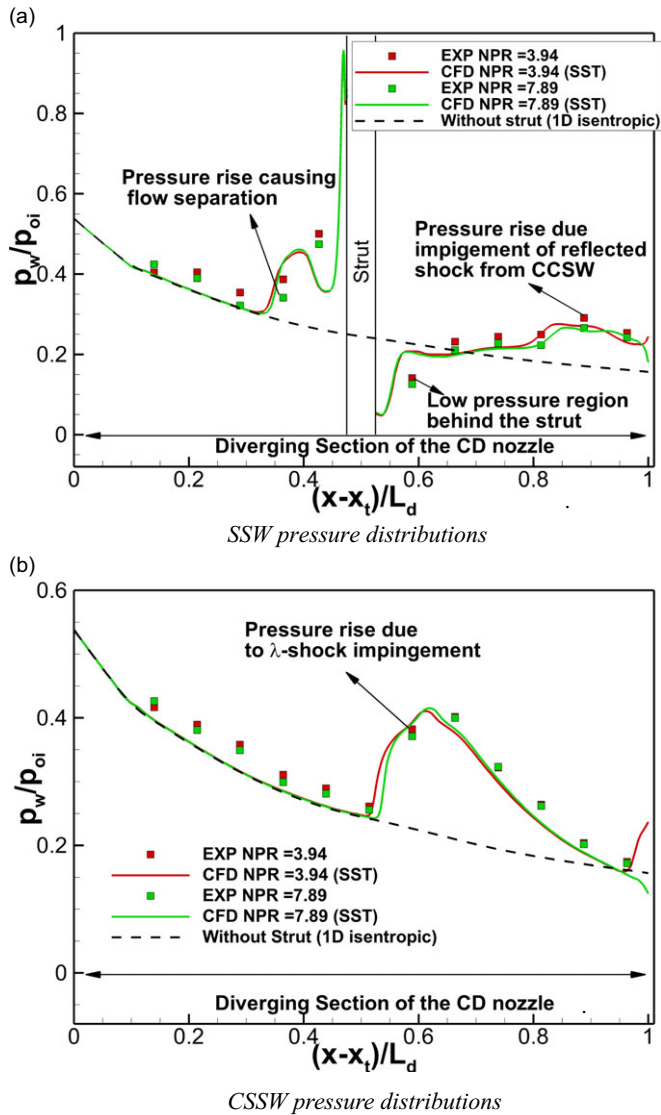 (a)
EXP NPR =3.94
CFD NPR =3.94 (SST)
EXP NPR =7.89
CFD NPR =7.89 (SST)
Without strut (1D isentropic)
1
0.8
0.6
0.4
0.2
0
p_w/p_oi
Pressure rise causing
flow separation
Strut
Pressure rise due
impigement of reflected
shock from CCSW
Low pressure region
behind the strut
Diverging Section of the CD nozzle
0 0.2 0.4 0.6 0.8 1
(x-x_t)/L_d
SSW pressure distributions
(b)
0.6
0.4
0.2
0
p_w/p_oi
Pressure rise due
to λ-shock impingement
EXP NPR =3.94
CFD NPR =3.94 (SST)
EXP NPR =7.89
CFD NPR =7.89 (SST)
Without Strut (1D isentropic)
Diverging Section of the CD nozzle
0 0.2 0.4 0.6 0.8 1
(x-x_t)/L_d
CSSW pressure distributions